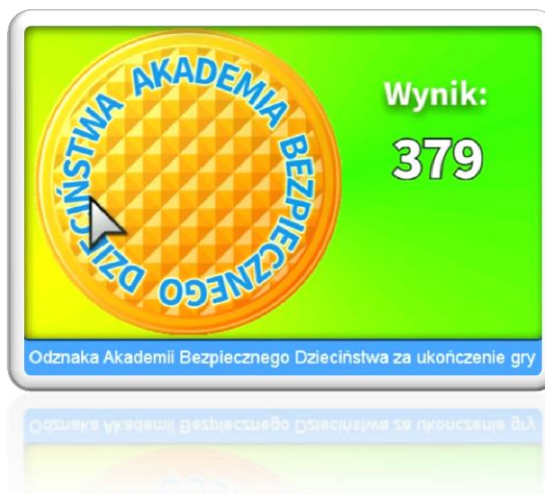 AKADEMIA BEZPIECZNEGO DZIECIŃSTWA
Wynik:
379
Odznaka Akademii Bezpiecznego Dzieciństwa za ukończenie gry